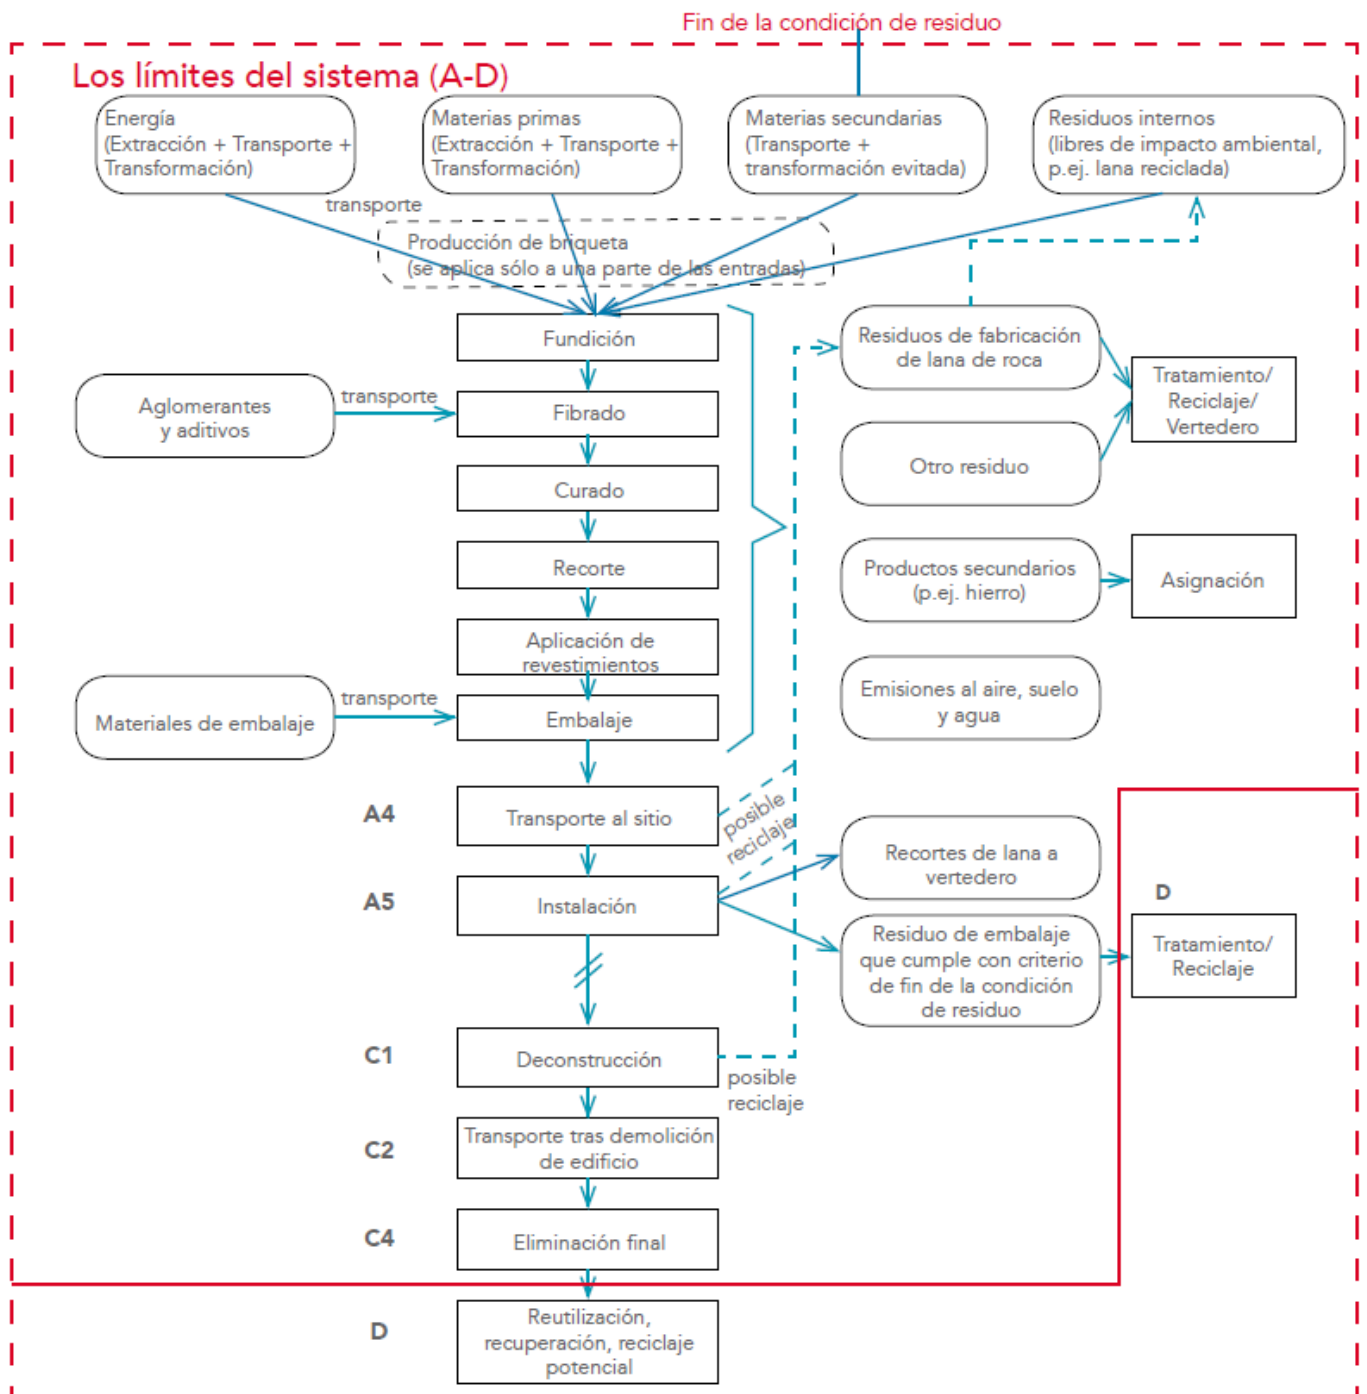 Fin de la condición de residuo
Los límites del sistema (A-D)
Energía
(Extracción + Transporte +
Transformación)
Materias primas
(Extracción + Transporte +
Transformación)
Materias secundarias
(Transporte +
transformación evitada)
Residuos internos
(libres de impacto ambiental,
p.ej. lana reciclada)
transporte
Producción de briqueta
(se aplica sólo a una parte de las entradas)
Fundición
Aglomerantes
y aditivos
transporte
Fibrado
Curado
Recorte
Aplicación de
revestimientos
Materiales de embalaje
transporte
Embalaje
Residuos de fabricación
de lana de roca
Tratamiento/
Reciclaje/
Vertedero
Otro residuo
Productos secundarios
(p.ej. hierro)
Asignación
Emisiones al aire, suelo
y agua
A4
Transporte al sitio
posible
reciclaje
A5
Instalación
Recortes de lana a
vertedero
Residuo de embalaje
que cumple con criterio
de fin de la condición
de residuo
D
Tratamiento/
Reciclaje
C1
Deconstrucción
posible
reciclaje
C2
Transporte tras demolición
de edificio
C4
Eliminación final
D
Reutilización,
recuperación, reciclaje
potencial